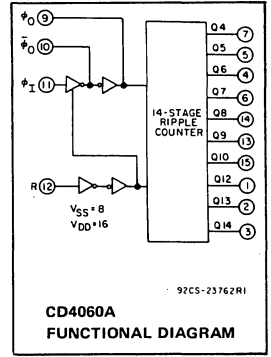 φO 9
φ̅O 10
φI 11
R 12
14-STAGE
RIPPLE
COUNTER
VSS = 8
VDD = 16
Q4 7
Q5 5
Q6 4
Q7 6
Q8 14
Q9 13
Q10 15
Q12 1
Q13 2
Q14 3
92CS-23762R1
CD4060A
FUNCTIONAL DIAGRAM